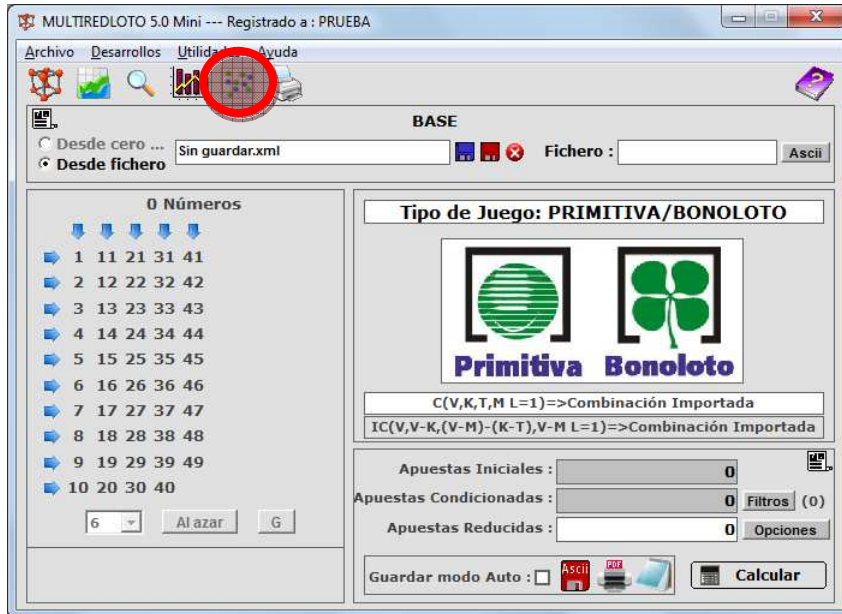 MULTIREDLOTO 5.0 Mini --- Registrado a : PRUEBA
Archivo Desarrollos Utilidades Ayuda
BASE
Desde cero ...
Desde fichero
Sin guardar.xml
Fichero :
Ascii
0 Números
1 11 21 31 41
2 12 22 32 42
3 13 23 33 43
4 14 24 34 44
5 15 25 35 45
6 16 26 36 46
7 17 27 37 47
8 18 28 38 48
9 19 29 39 49
10 20 30 40
6 Al azar G
Tipo de Juego: PRIMITIVA/BONOLOTO
Primitiva Bonoloto
C(V,K,T,M L=1)=>Combinación Importada
IC(V,V-K,(V-M)-(K-T),V-M L=1)=>Combinación Importada
Apuestas Iniciales : 0
Apuestas Condicionadas : 0 Filtros (0)
Apuestas Reducidas : 0 Opciones
Guardar modo Auto : Ascii PDF Calcular